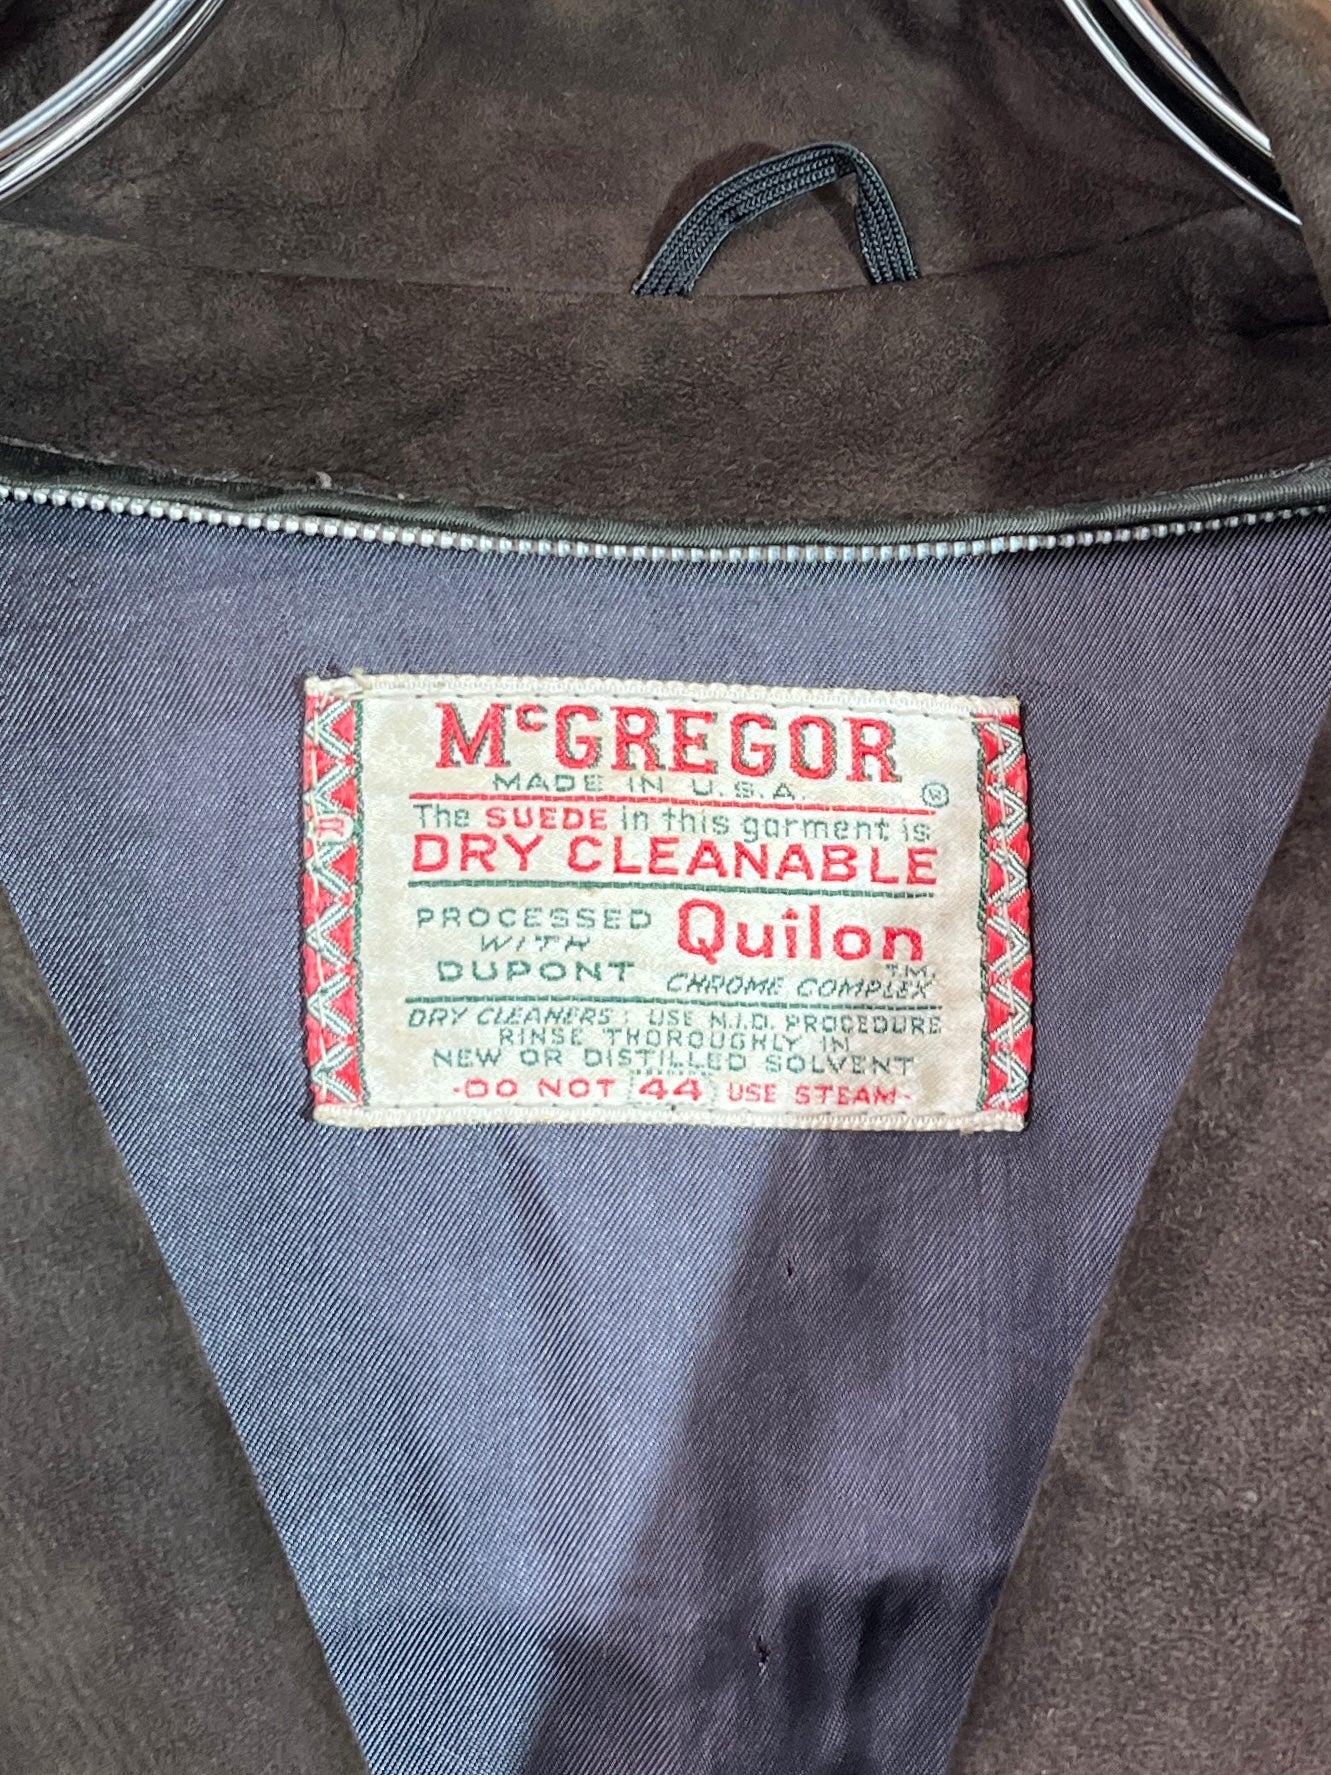 McGREGOR
MADE IN U.S.A.
®
The SUEDE in this garment is
DRY CLEANABLE
PROCESSED
WITH
DUPONT
Quilon
T.M.
CHROME COMPLEX
DRY CLEANERS: USE N.I.D. PROCEDURE
RINSE THOROUGHLY IN
NEW OR DISTILLED SOLVENT
-DO NOT 44 USE STEAM-
R